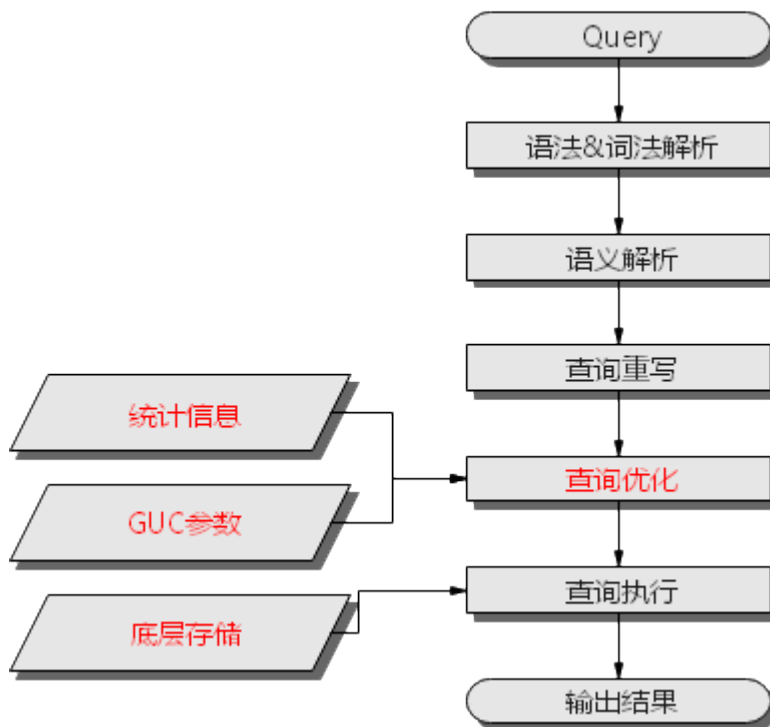 Query
语法&词法解析
语义解析
查询重写
统计信息
查询优化
GUC参数
查询执行
底层存储
输出结果